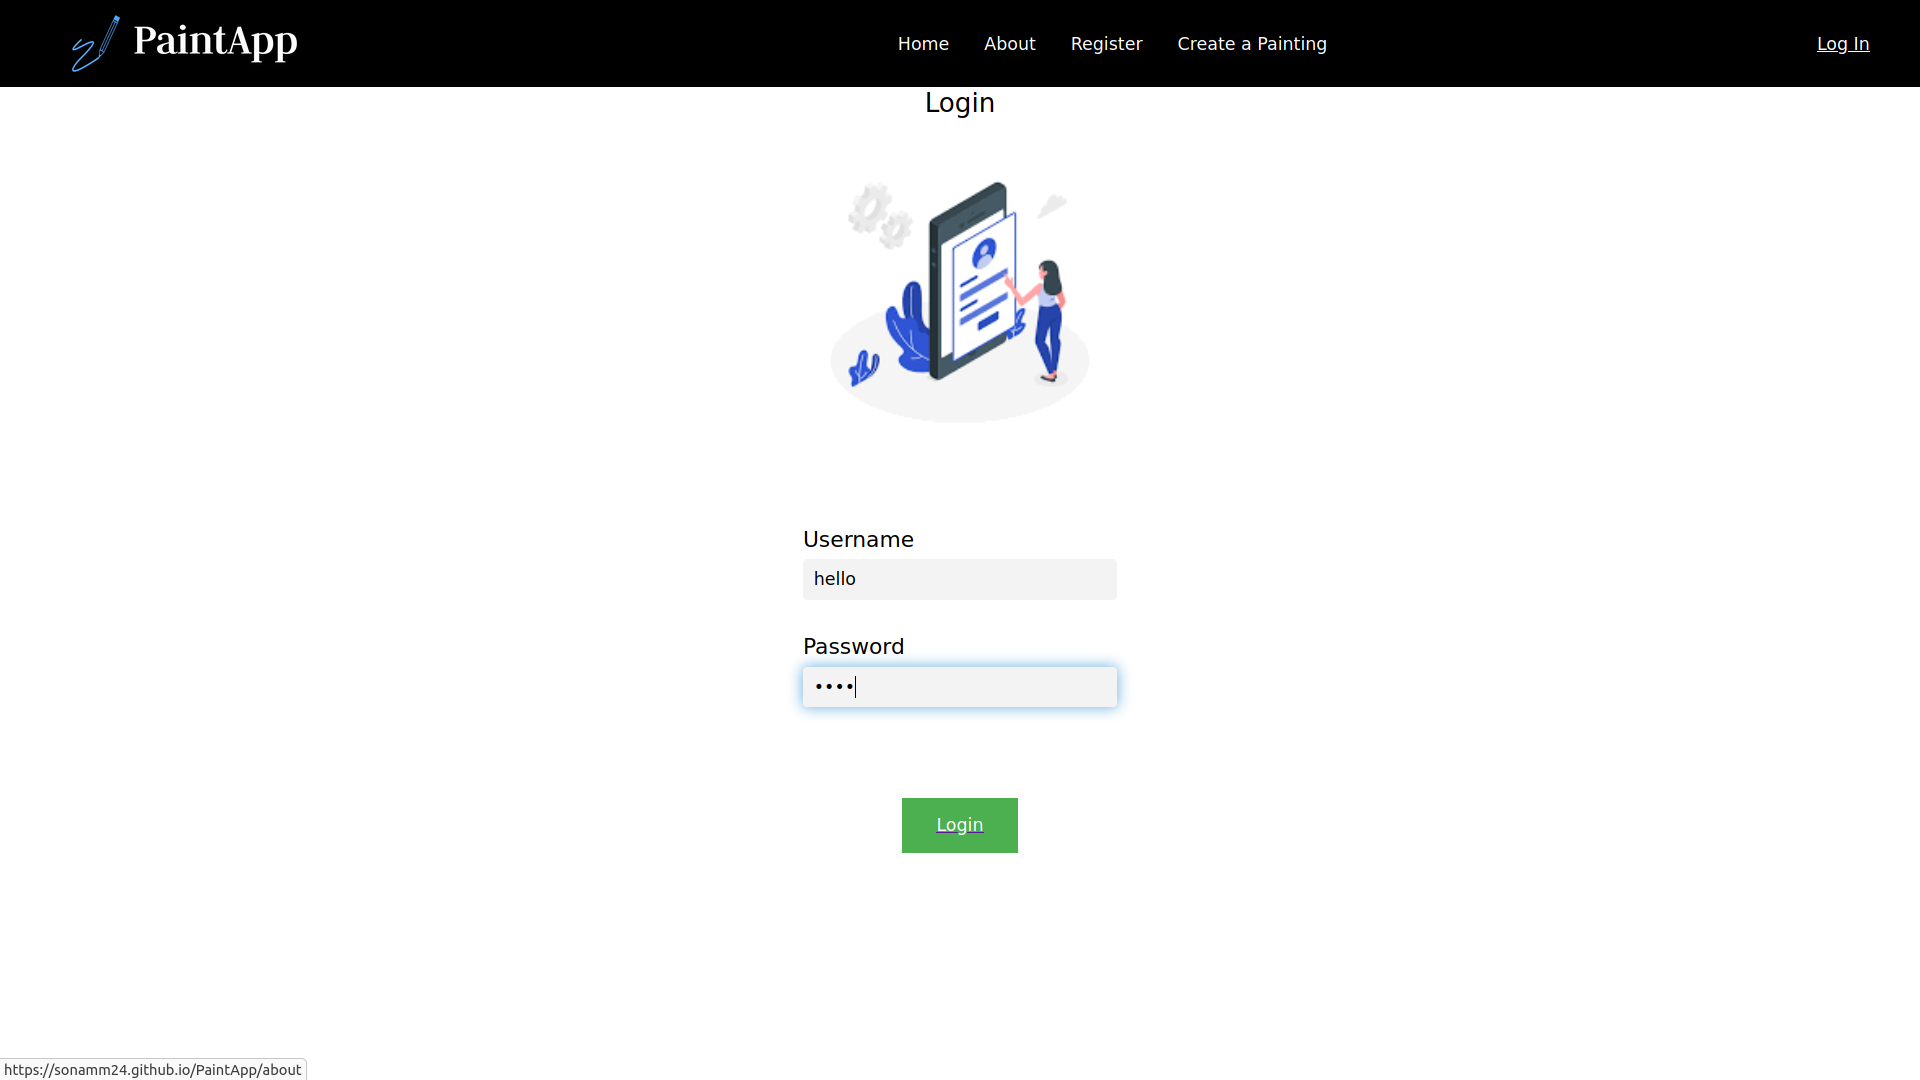 PaintApp
Home About Register Create a Painting Log In
Login
Username
hello
Password
••••
Login
https://sonamm24.github.io/PaintApp/about